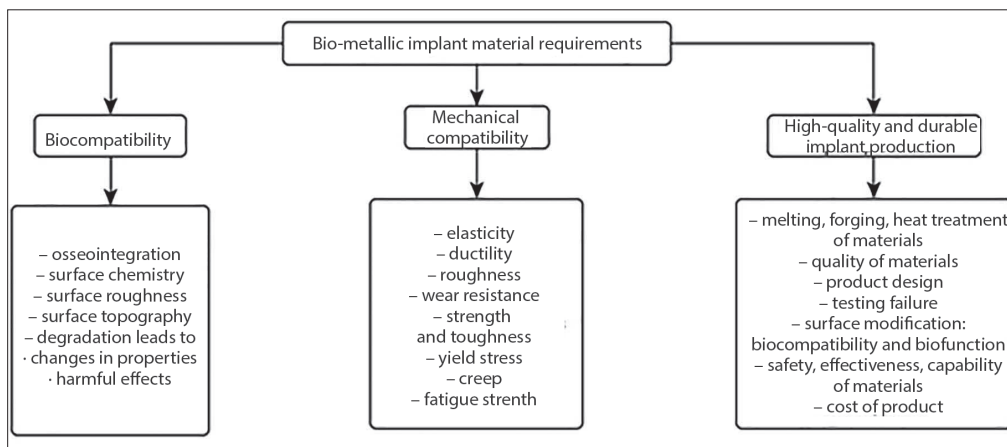 Bio-metallic implant material requirements
Biocompatibility
Mechanical
compatibility
High-quality and durable
implant production
– osseointegration
– surface chemistry
– surface roughness
– surface topography
– degradation leads to
· changes in properties
· harmful effects
– elasticity
– ductility
– roughness
– wear resistance
– strength
and toughness
– yield stress
– creep
– fatigue strenth
– melting, forging, heat treatment
of materials
– quality of materials
– product design
– testing failure
– surface modification:
biocompatibility and biofunction
– safety, effectiveness, capability
of materials
– cost of product